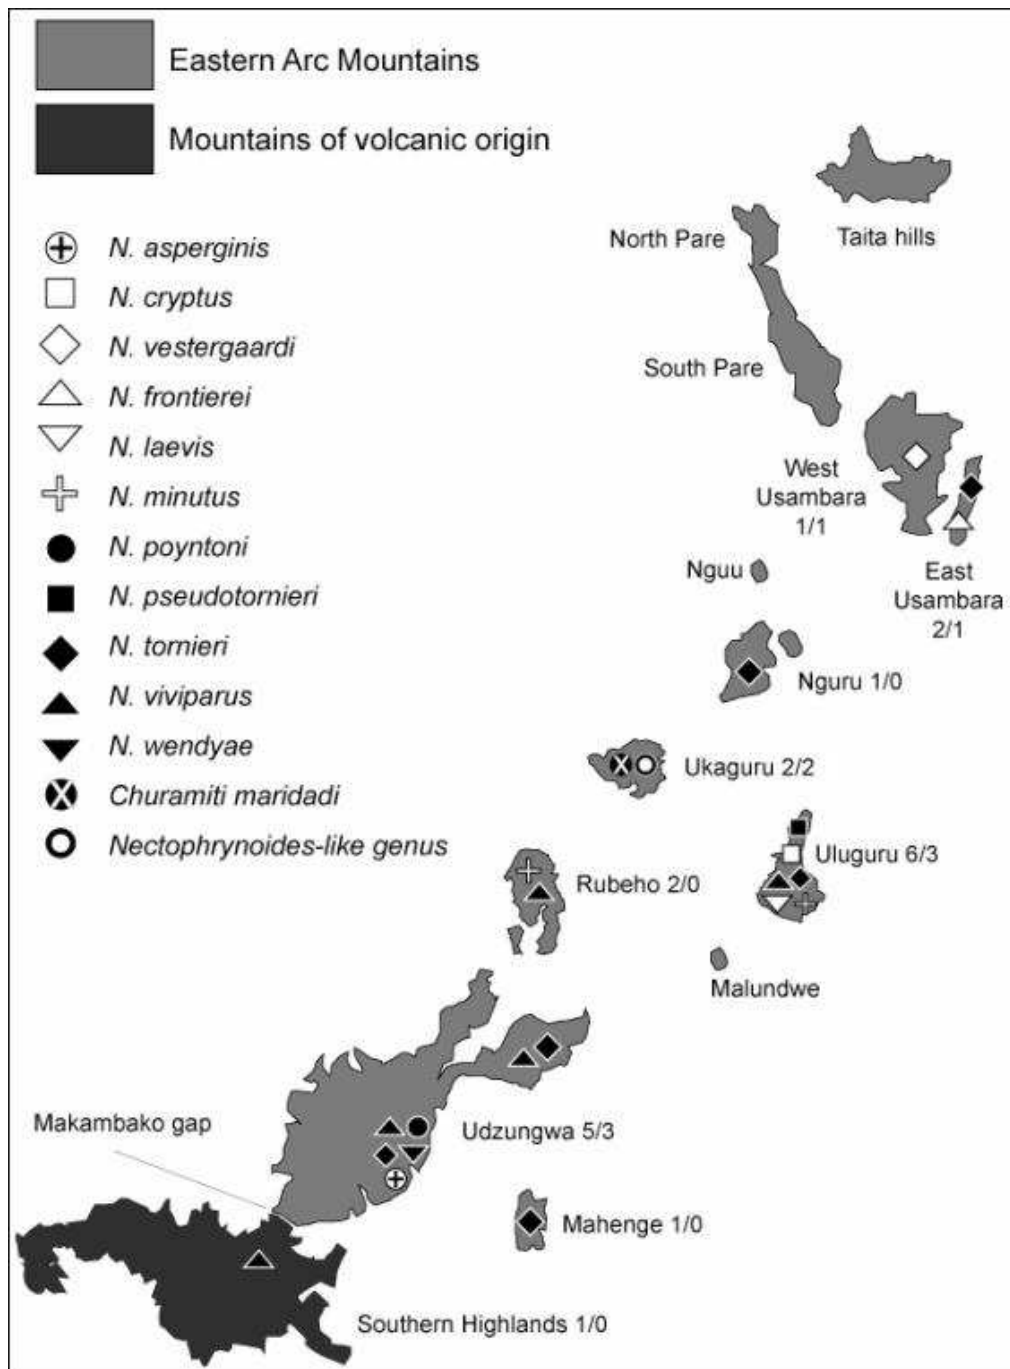 Eastern Arc Mountains
Mountains of volcanic origin
N. asperginis
N. cryptus
N. vestergaardi
N. frontierei
N. laevis
N. minutus
N. poyntoni
N. pseudotornieri
N. tornieri
N. viviparus
N. wendyae
Churamiti maridadi
Nectophrynoides-like genus
Taita hills
North Pare
South Pare
West
Usambara
1/1
East
Usambara
2/1
Nguu
Nguru 1/0
Ukaguru 2/2
Uluguru 6/3
Rubeho 2/0
Malundwe
Makambako gap
Udzungwa 5/3
Mahenge 1/0
Southern Highlands 1/0